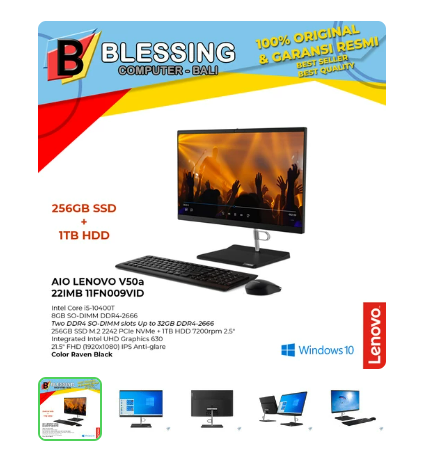 B
BLESSING
COMPUTER - BALI
100% ORIGINAL
& GARANSI RESMI
BEST SELLER
BEST QUALITY
256GB SSD
+
1TB HDD
AIO LENOVO V50a
22IMB 11FN009VID
Intel Core i5-10400T
8GB SO-DIMM DDR4-2666
Two DDR4 SO-DIMM slots Up to 32GB DDR4-2666
256GB SSD M.2 2242 PCIe NVMe + 1TB HDD 7200rpm 2.5"
Integrated Intel UHD Graphics 630
21.5" FHD (1920x1080) IPS Anti-glare
Color Raven Black
Windows 10
Lenovo